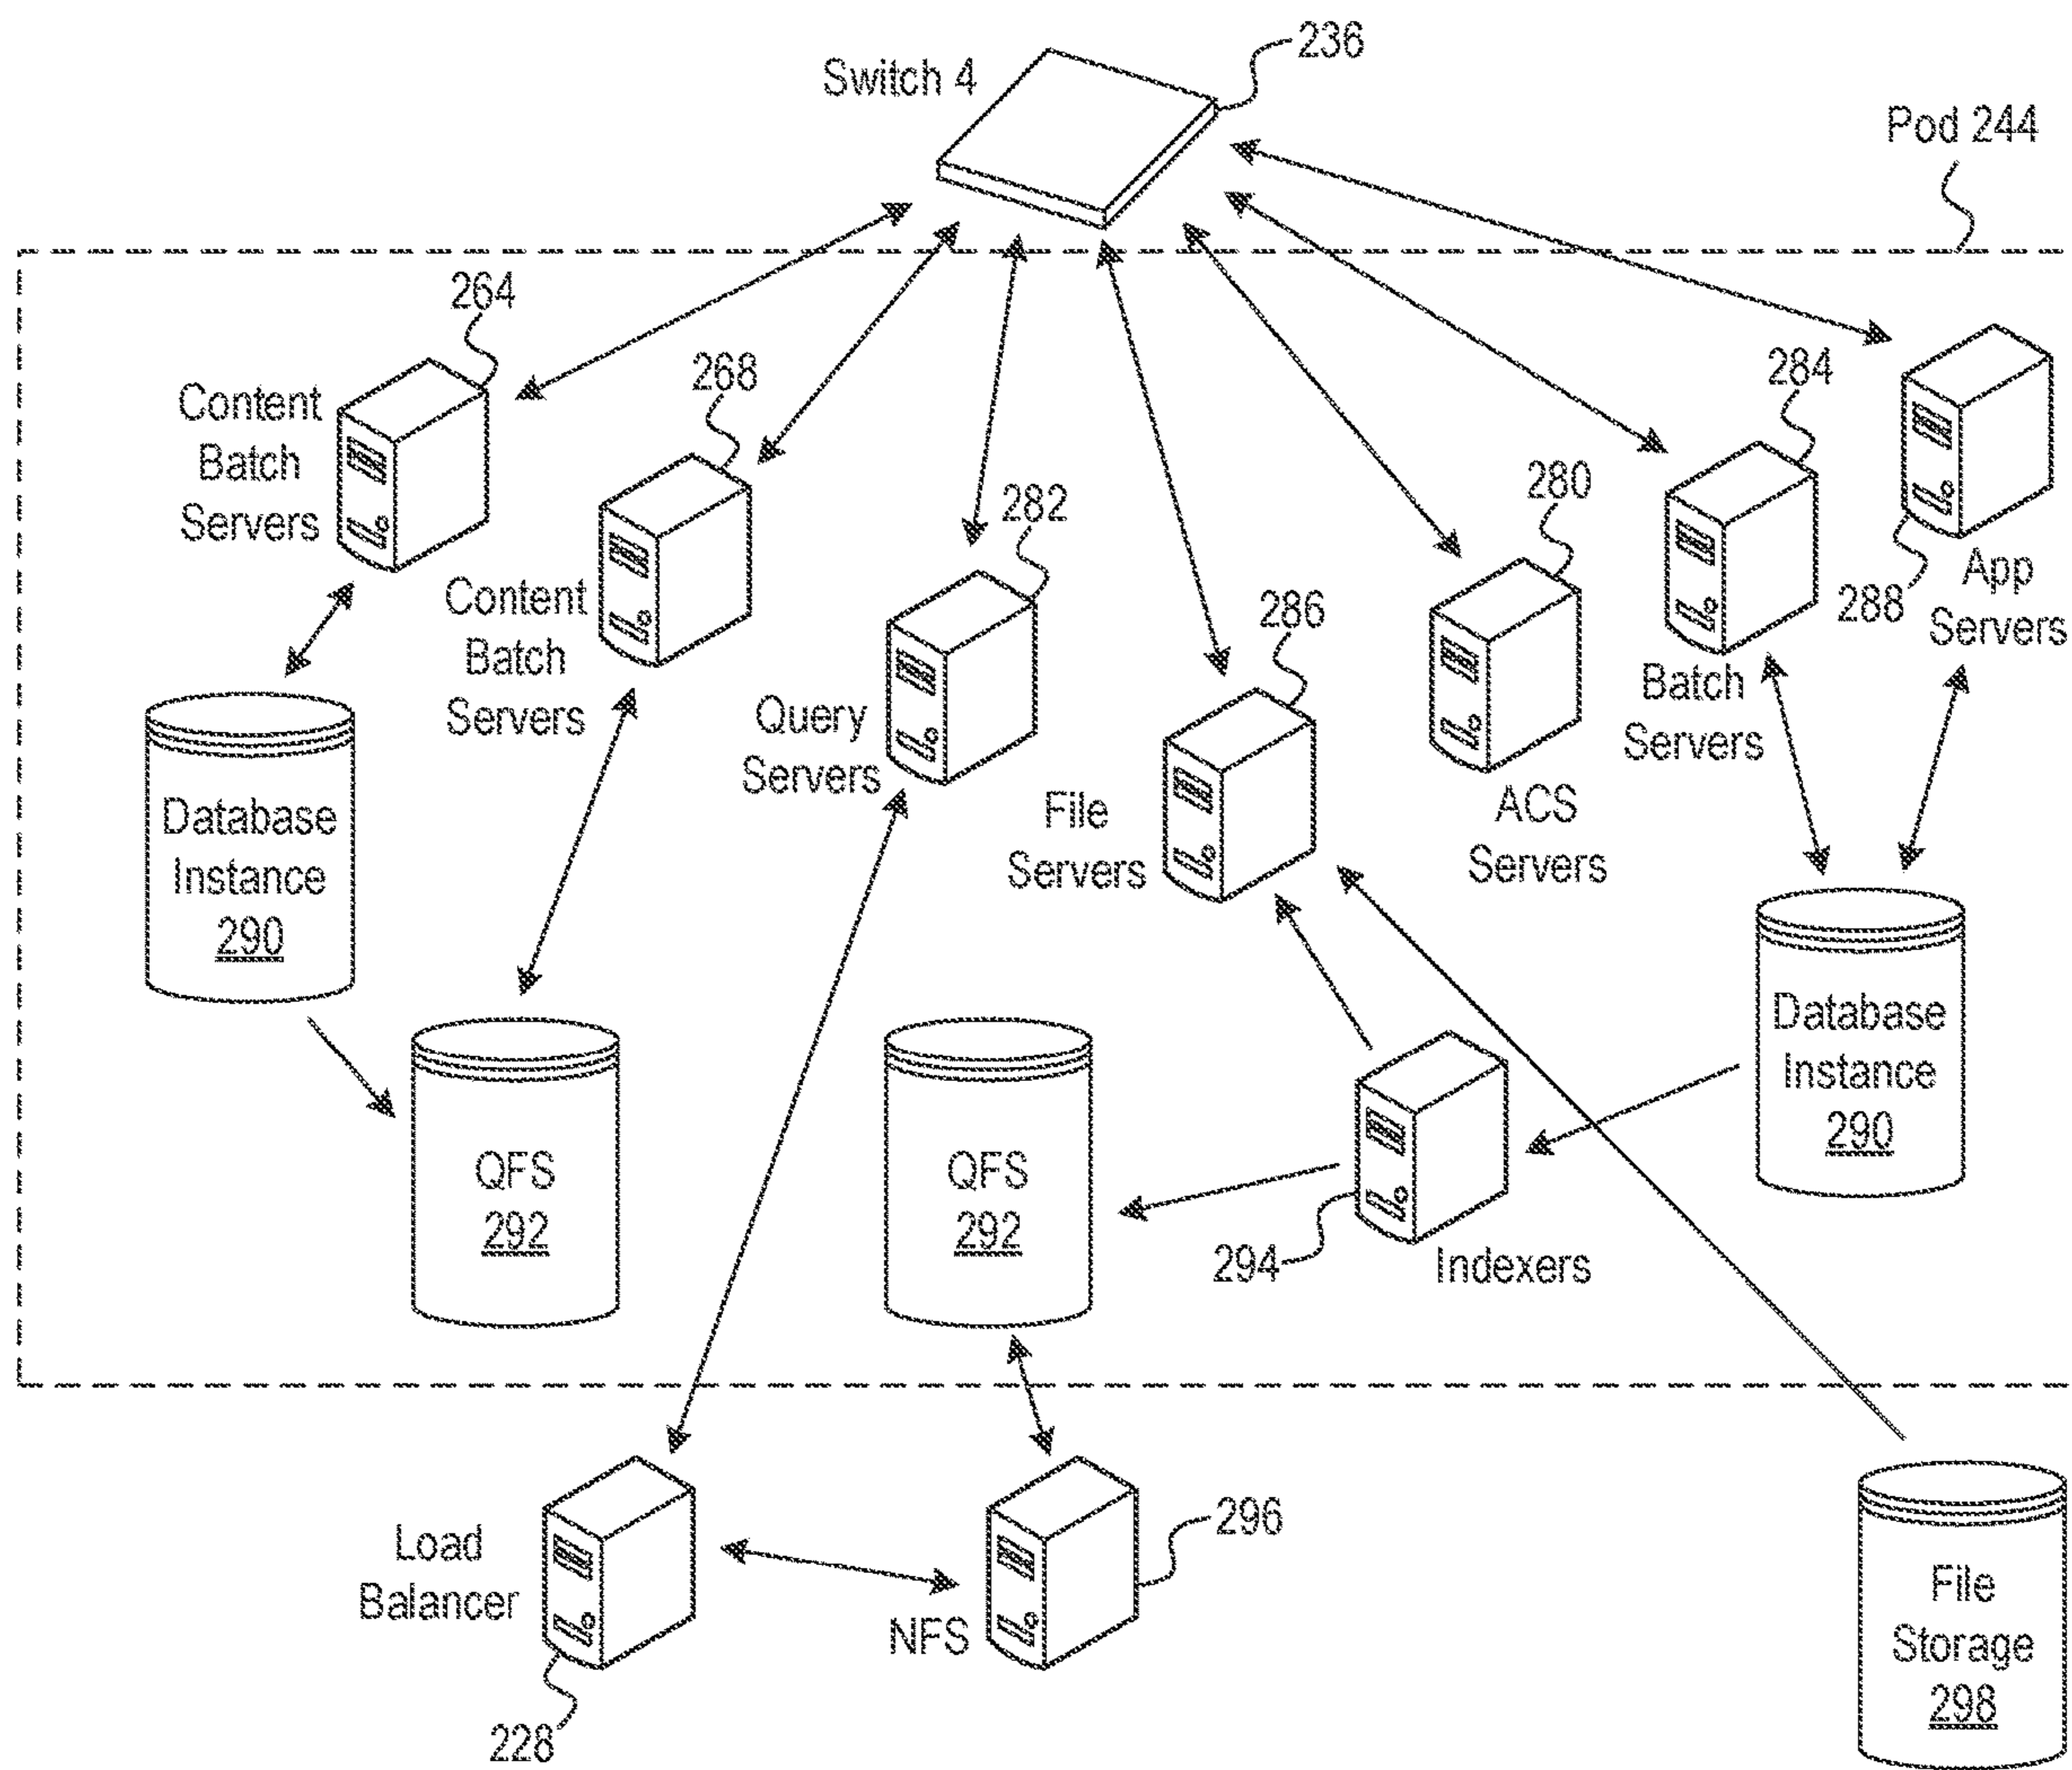 236
Switch 4
Pod 244
264
Content
Batch
Servers
268
Content
Batch
Servers
282
Query
Servers
286
File
Servers
280
ACS
Servers
284
Batch
Servers
288
App
Servers
Database
Instance
290
QFS
292
QFS
292
294
Indexers
Database
Instance
290
Load
Balancer
228
NFS
296
File
Storage
298